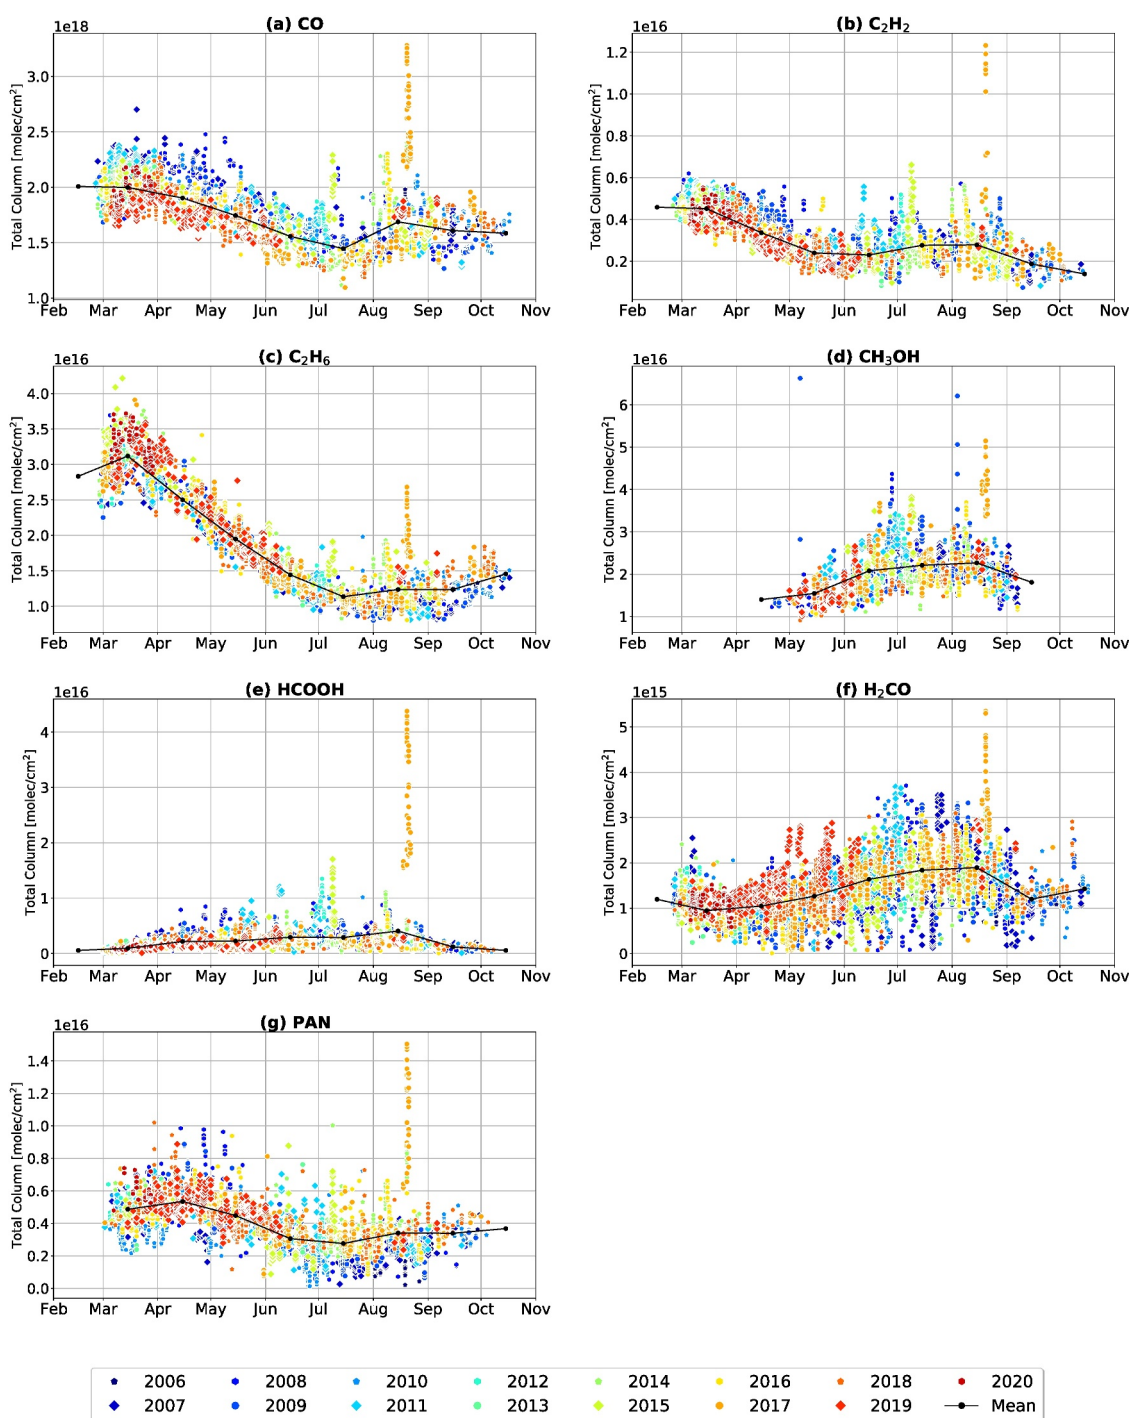 (a) CO
1e18
Total Column [molec/cm²]
3.0
2.5
2.0
1.5
1.0
Feb Mar Apr May Jun Jul Aug Sep Oct Nov
(b) C₂H₂
1e16
Total Column [molec/cm²]
1.2
1.0
0.8
0.6
0.4
0.2
Feb Mar Apr May Jun Jul Aug Sep Oct Nov
(c) C₂H₆
1e16
Total Column [molec/cm²]
4.0
3.5
3.0
2.5
2.0
1.5
1.0
Feb Mar Apr May Jun Jul Aug Sep Oct Nov
(d) CH₃OH
1e16
Total Column [molec/cm²]
6
5
4
3
2
1
Feb Mar Apr May Jun Jul Aug Sep Oct Nov
(e) HCOOH
1e16
Total Column [molec/cm²]
4
3
2
1
0
Feb Mar Apr May Jun Jul Aug Sep Oct Nov
(f) H₂CO
1e15
Total Column [molec/cm²]
5
4
3
2
1
0
Feb Mar Apr May Jun Jul Aug Sep Oct Nov
(g) PAN
1e16
Total Column [molec/cm²]
1.4
1.2
1.0
0.8
0.6
0.4
0.2
0.0
Feb Mar Apr May Jun Jul Aug Sep Oct Nov
2006 2008 2010 2012 2014 2016 2018 2020
2007 2009 2011 2013 2015 2017 2019 Mean